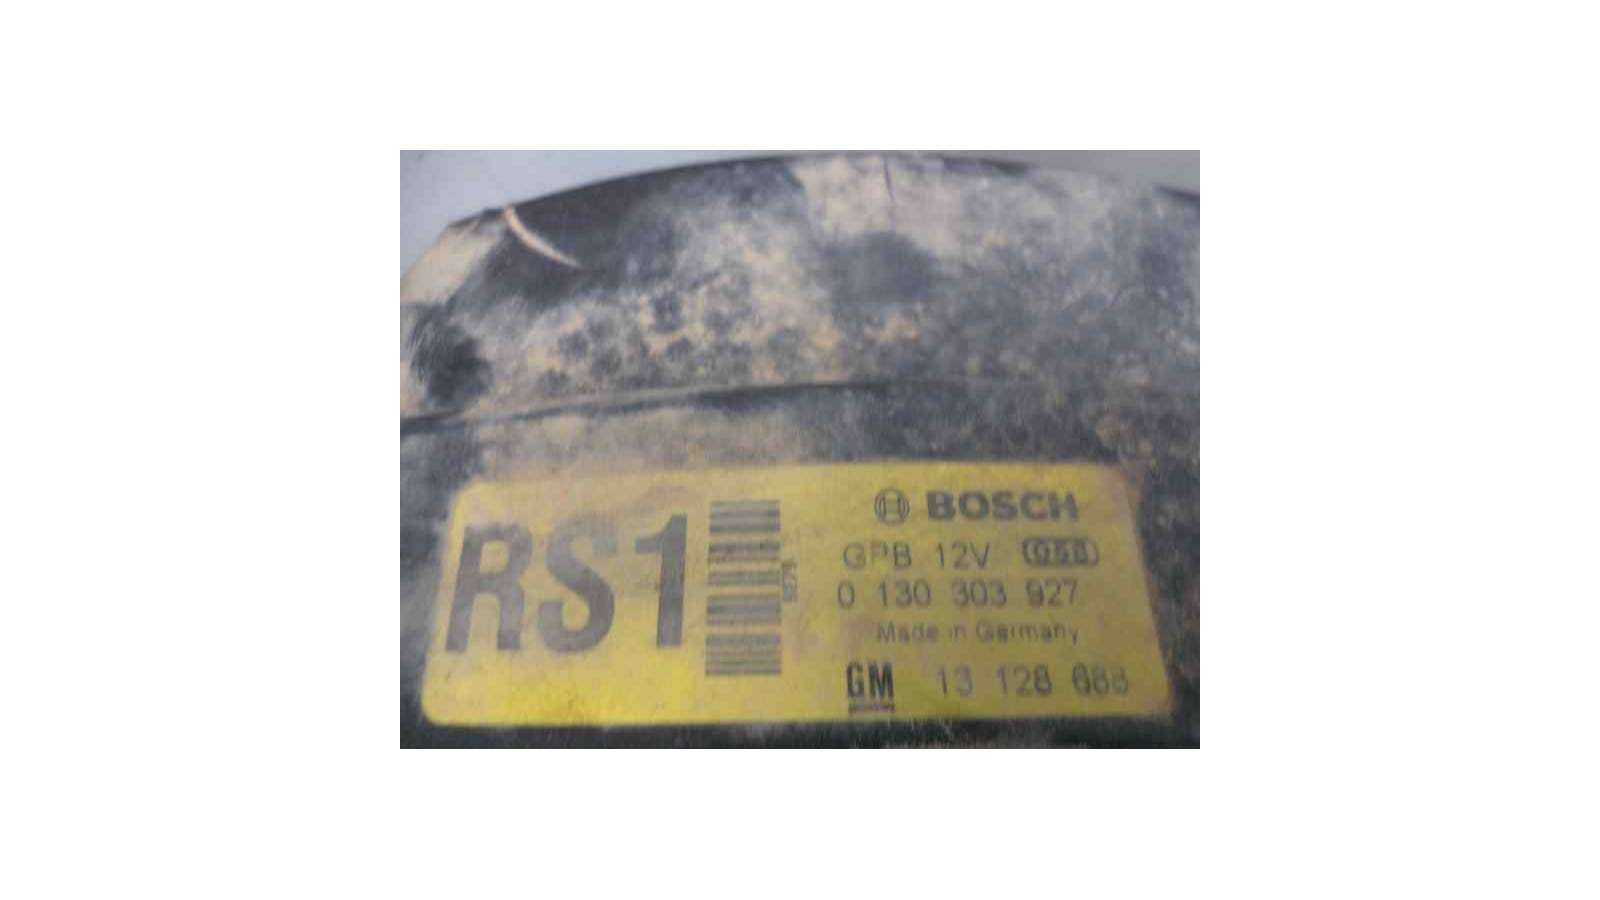 RS1
BOSCH
GPB 12V
0 130 303 927
Made in Germany
GM 13 128 688